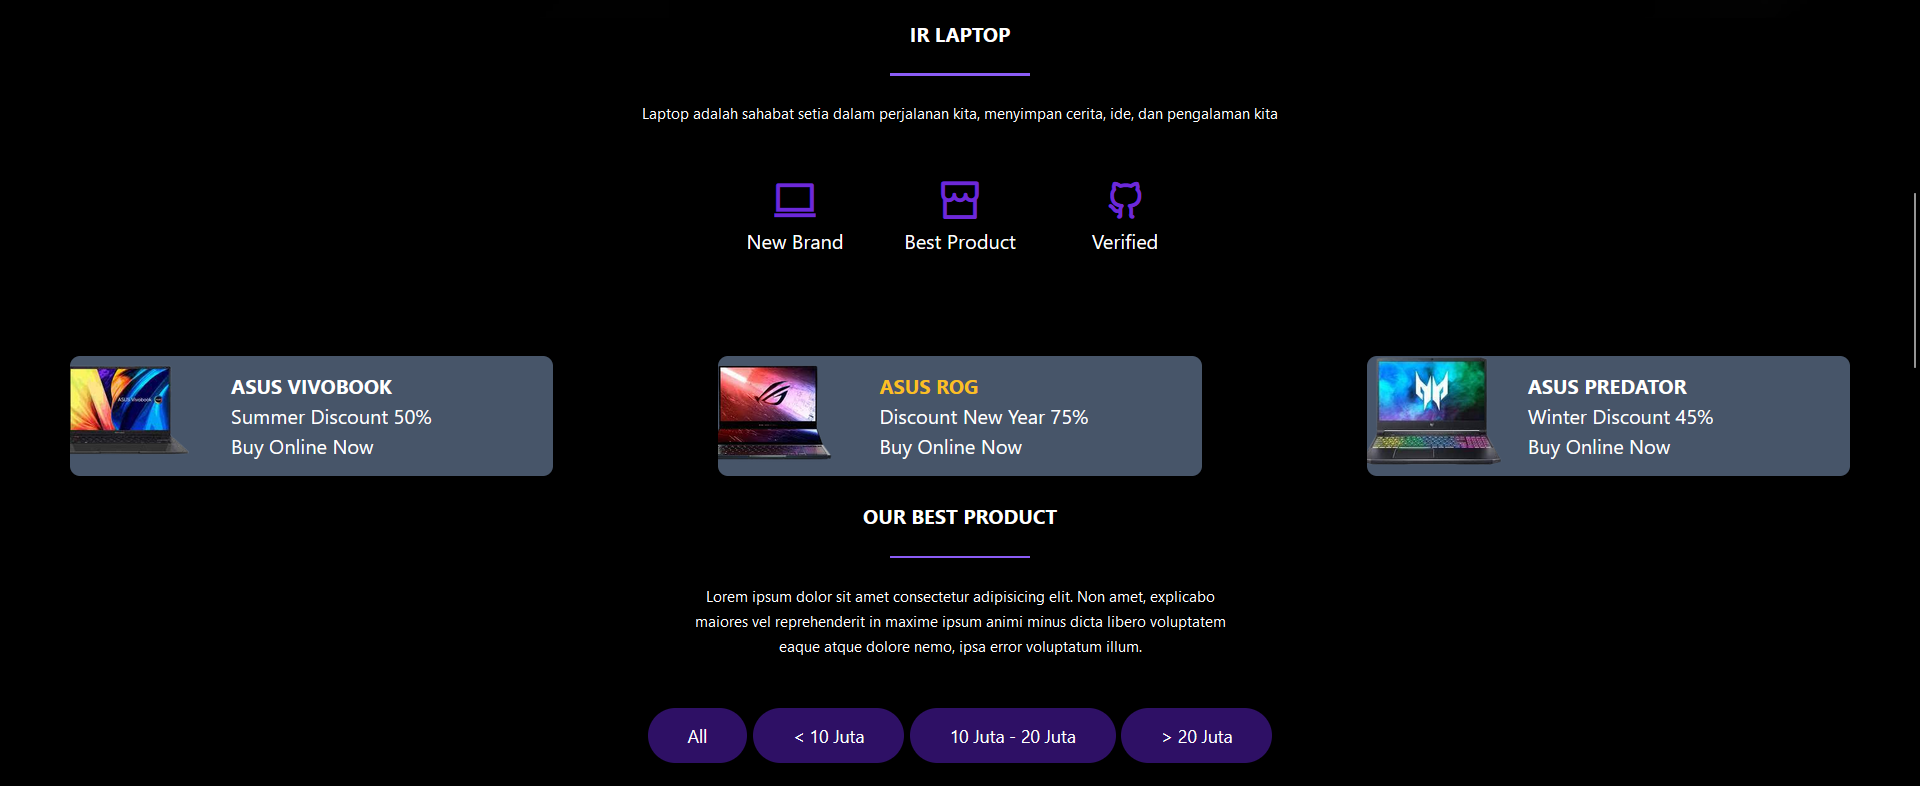 IR LAPTOP
Laptop adalah sahabat setia dalam perjalanan kita, menyimpan cerita, ide, dan pengalaman kita
New Brand
Best Product
Verified
ASUS VIVOBOOK
Summer Discount 50%
Buy Online Now
ASUS ROG
Discount New Year 75%
Buy Online Now
ASUS PREDATOR
Winter Discount 45%
Buy Online Now
OUR BEST PRODUCT
Lorem ipsum dolor sit amet consectetur adipisicing elit. Non amet, explicabo
maiores vel reprehenderit in maxime ipsum animi minus dicta libero voluptatem
eaque atque dolore nemo, ipsa error voluptatum illum.
All
< 10 Juta
10 Juta - 20 Juta
> 20 Juta